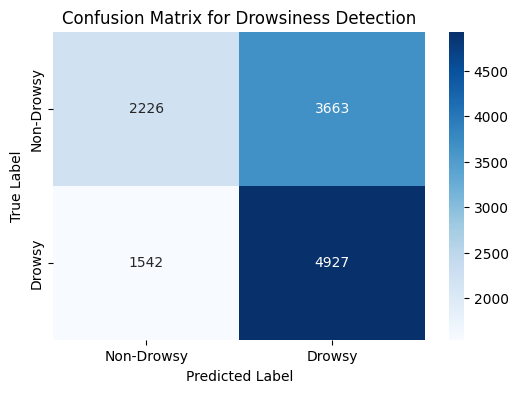 Confusion Matrix for Drowsiness Detection
True Label
Non-Drowsy
Drowsy
2226 3663
1542 4927
Non-Drowsy Drowsy
Predicted Label
4500
4000
3500
3000
2500
2000